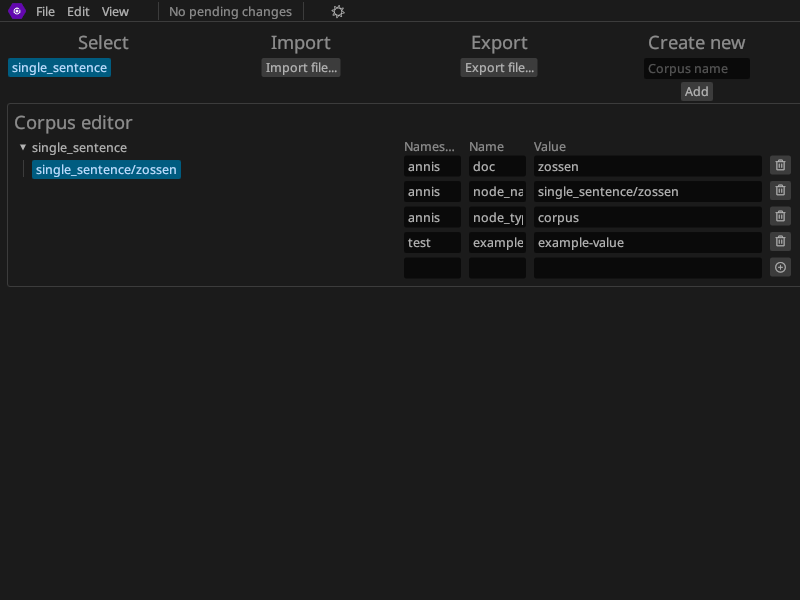 File Edit View No pending changes
Select Import Export Create new
single_sentence Import file... Export file... Corpus name
Add
Corpus editor
single_sentence
single_sentence/zossen
Names... Name Value
annis doc zossen
annis node_na single_sentence/zossen
annis node_typ corpus
test example example-value